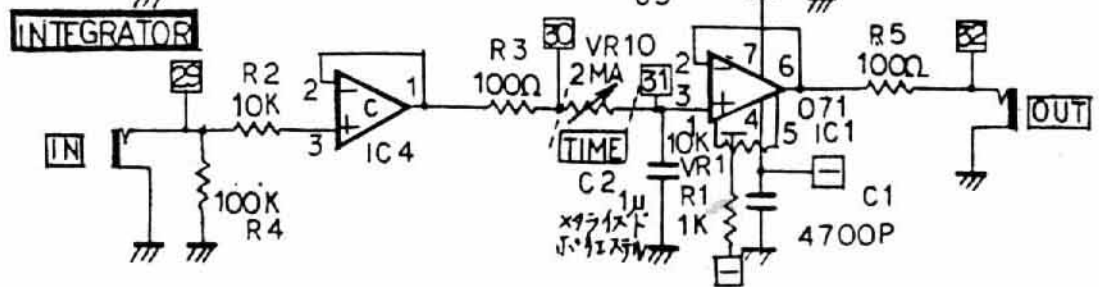 INTEGRATOR
29
R2
10K
IN
100K
R4
2
3
1
C
IC4
R3
100Ω
30
VR10
2MA
TIME
31
C2
1μ
メタライズド
ポリエステル
2
3
7
6
1
4
5
071
IC1
10K
VR1
R1
1K
−
−
C1
4700P
R5
100Ω
32
OUT